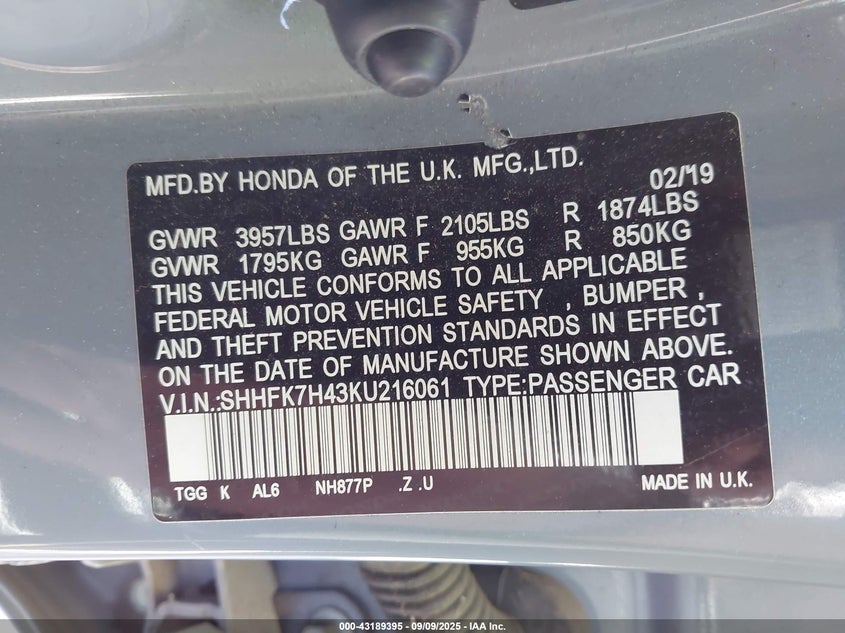 MFD.BY HONDA OF THE U.K. MFG.,LTD. 02/19
GVWR 3957LBS GAWR F 2105LBS R 1874LBS
GVWR 1795KG GAWR F 955KG R 850KG
THIS VEHICLE CONFORMS TO ALL APPLICABLE
FEDERAL MOTOR VEHICLE SAFETY , BUMPER ,
AND THEFT PREVENTION STANDARDS IN EFFECT
ON THE DATE OF MANUFACTURE SHOWN ABOVE.
V.I.N.:SHHFK7H43KU216061 TYPE:PASSENGER CAR
TGG K AL6 NH877P .Z .U MADE IN U.K.
000-43189395 - 09/09/2025 - IAA Inc.